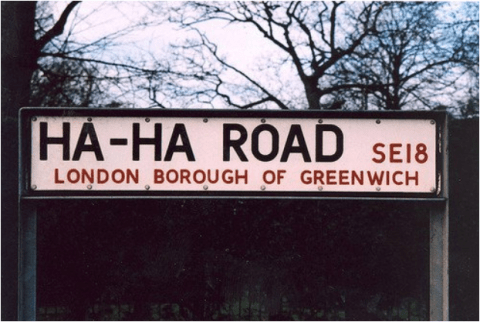 HA-HA ROAD SE18
LONDON BOROUGH OF GREENWICH